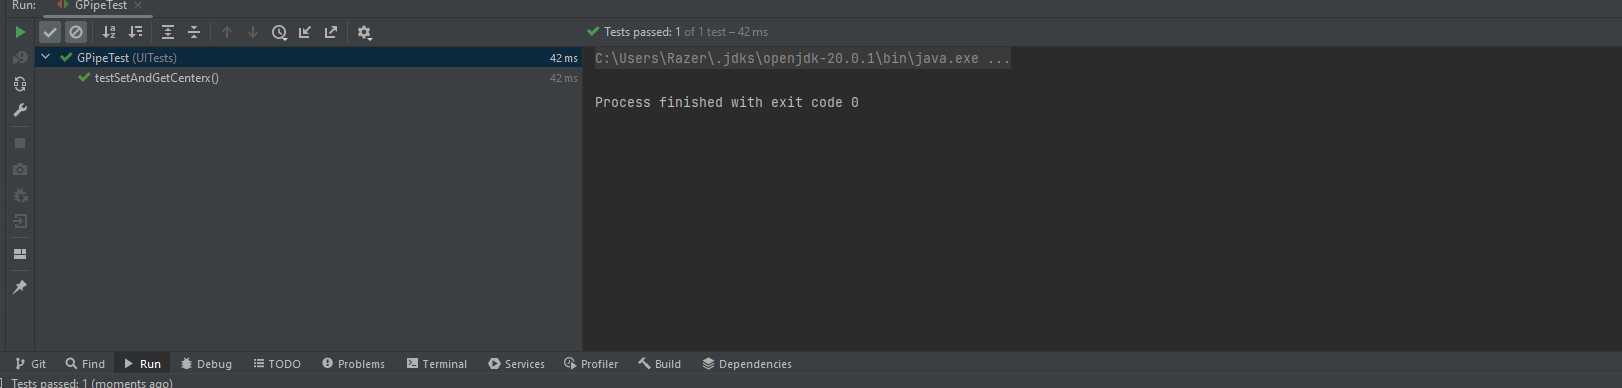 Run: GPipeTest
Tests passed: 1 of 1 test – 42 ms
GPipeTest (UITests) 42 ms
testSetAndGetCenterx() 42 ms
C:\Users\Razer\.jdks\openjdk-20.0.1\bin\java.exe ...
Process finished with exit code 0
Git Find Run Debug TODO Problems Terminal Services Profiler Build Dependencies
Tests passed: 1 (moments ago)